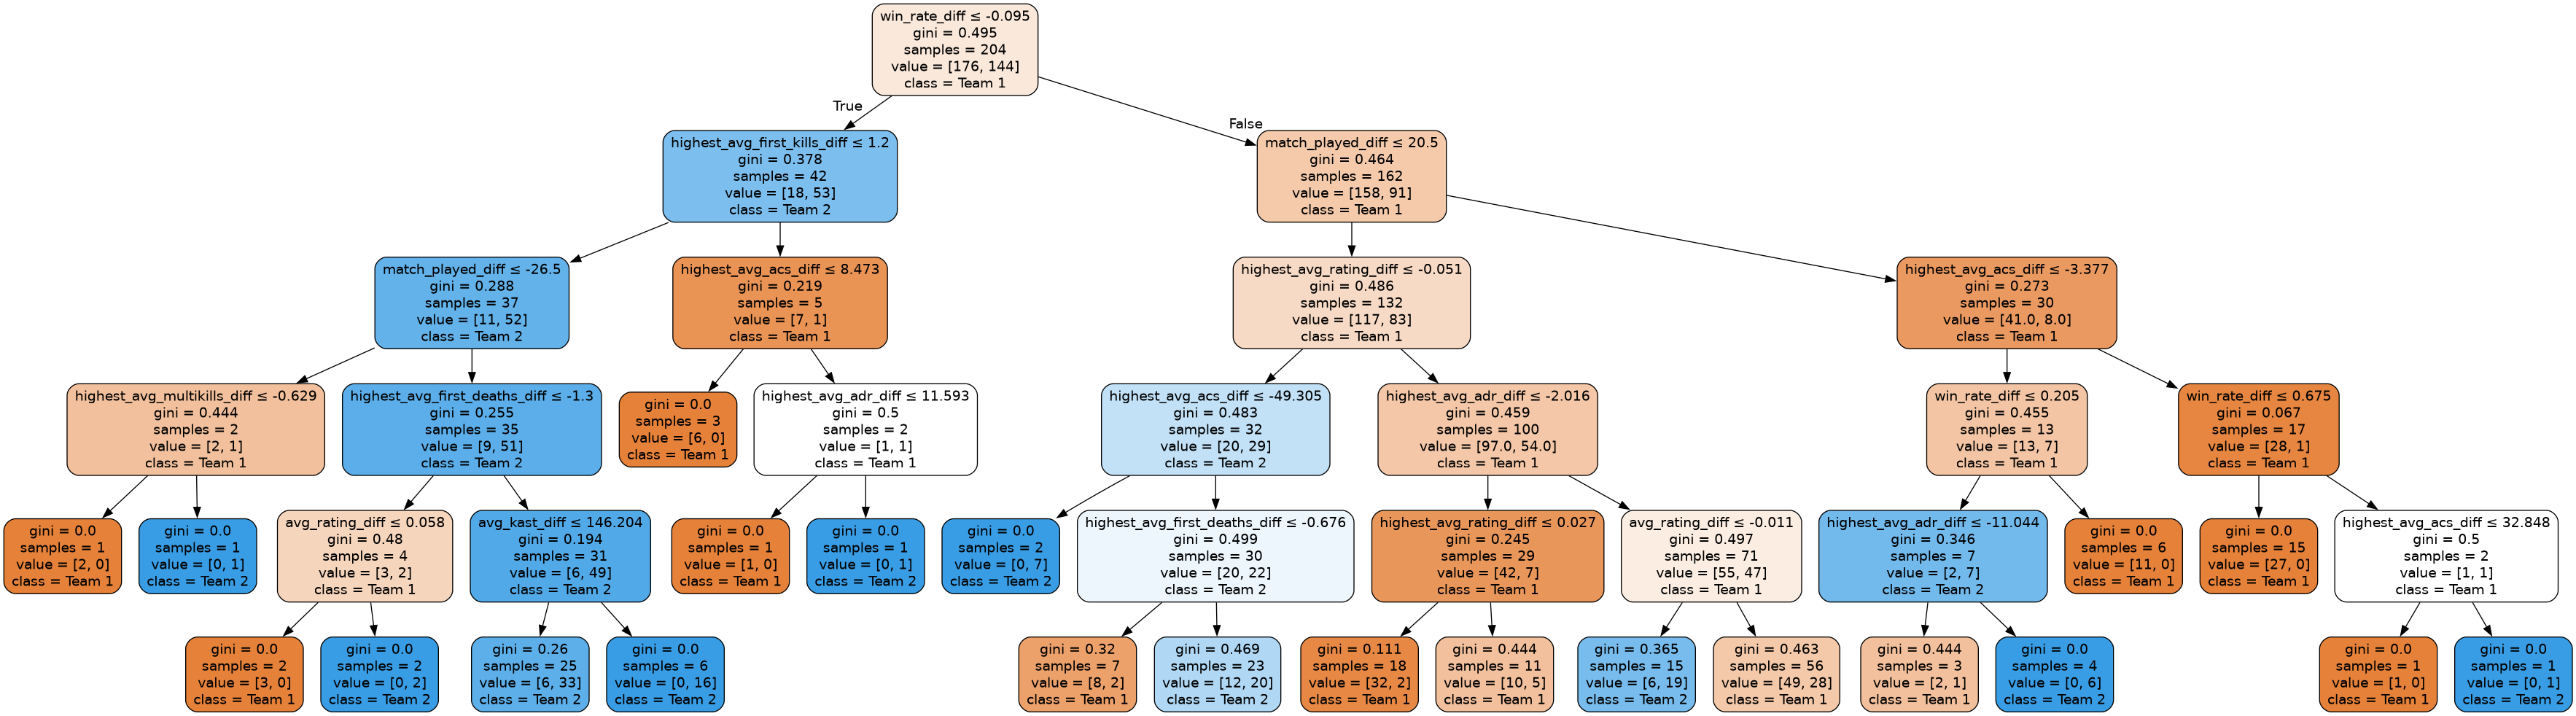 win_rate_diff ≤ -0.095
gini = 0.495
samples = 204
value = [176, 144]
class = Team 1
True
False
highest_avg_first_kills_diff ≤ 1.2
gini = 0.378
samples = 42
value = [18, 53]
class = Team 2
match_played_diff ≤ 20.5
gini = 0.464
samples = 162
value = [158, 91]
class = Team 1
match_played_diff ≤ -26.5
gini = 0.288
samples = 37
value = [11, 52]
class = Team 2
highest_avg_acs_diff ≤ 8.473
gini = 0.219
samples = 5
value = [7, 1]
class = Team 1
highest_avg_rating_diff ≤ -0.051
gini = 0.486
samples = 132
value = [117, 83]
class = Team 1
highest_avg_acs_diff ≤ -3.377
gini = 0.273
samples = 30
value = [41.0, 8.0]
class = Team 1
highest_avg_multikills_diff ≤ -0.629
gini = 0.444
samples = 2
value = [2, 1]
class = Team 1
highest_avg_first_deaths_diff ≤ -1.3
gini = 0.255
samples = 35
value = [9, 51]
class = Team 2
gini = 0.0
samples = 3
value = [6, 0]
class = Team 1
highest_avg_adr_diff ≤ 11.593
gini = 0.5
samples = 2
value = [1, 1]
class = Team 1
highest_avg_acs_diff ≤ -49.305
gini = 0.483
samples = 32
value = [20, 29]
class = Team 2
highest_avg_adr_diff ≤ -2.016
gini = 0.459
samples = 100
value = [97.0, 54.0]
class = Team 1
win_rate_diff ≤ 0.205
gini = 0.455
samples = 13
value = [13, 7]
class = Team 1
win_rate_diff ≤ 0.675
gini = 0.067
samples = 17
value = [28, 1]
class = Team 1
gini = 0.0
samples = 1
value = [2, 0]
class = Team 1
gini = 0.0
samples = 1
value = [0, 1]
class = Team 2
avg_rating_diff ≤ 0.058
gini = 0.48
samples = 4
value = [3, 2]
class = Team 1
avg_kast_diff ≤ 146.204
gini = 0.194
samples = 31
value = [6, 49]
class = Team 2
gini = 0.0
samples = 1
value = [1, 0]
class = Team 1
gini = 0.0
samples = 1
value = [0, 1]
class = Team 2
gini = 0.0
samples = 2
value = [0, 7]
class = Team 2
highest_avg_first_deaths_diff ≤ -0.676
gini = 0.499
samples = 30
value = [20, 22]
class = Team 2
highest_avg_rating_diff ≤ 0.027
gini = 0.245
samples = 29
value = [42, 7]
class = Team 1
avg_rating_diff ≤ -0.011
gini = 0.497
samples = 71
value = [55, 47]
class = Team 1
highest_avg_adr_diff ≤ -11.044
gini = 0.346
samples = 7
value = [2, 7]
class = Team 2
gini = 0.0
samples = 6
value = [11, 0]
class = Team 1
gini = 0.0
samples = 15
value = [27, 0]
class = Team 1
highest_avg_acs_diff ≤ 32.848
gini = 0.5
samples = 2
value = [1, 1]
class = Team 1
gini = 0.0
samples = 2
value = [3, 0]
class = Team 1
gini = 0.0
samples = 2
value = [0, 2]
class = Team 2
gini = 0.26
samples = 25
value = [6, 33]
class = Team 2
gini = 0.0
samples = 6
value = [0, 16]
class = Team 2
gini = 0.32
samples = 7
value = [8, 2]
class = Team 1
gini = 0.469
samples = 23
value = [12, 20]
class = Team 2
gini = 0.111
samples = 18
value = [32, 2]
class = Team 1
gini = 0.444
samples = 11
value = [10, 5]
class = Team 1
gini = 0.365
samples = 15
value = [6, 19]
class = Team 2
gini = 0.463
samples = 56
value = [49, 28]
class = Team 1
gini = 0.444
samples = 3
value = [2, 1]
class = Team 1
gini = 0.0
samples = 4
value = [0, 6]
class = Team 2
gini = 0.0
samples = 1
value = [1, 0]
class = Team 1
gini = 0.0
samples = 1
value = [0, 1]
class = Team 2